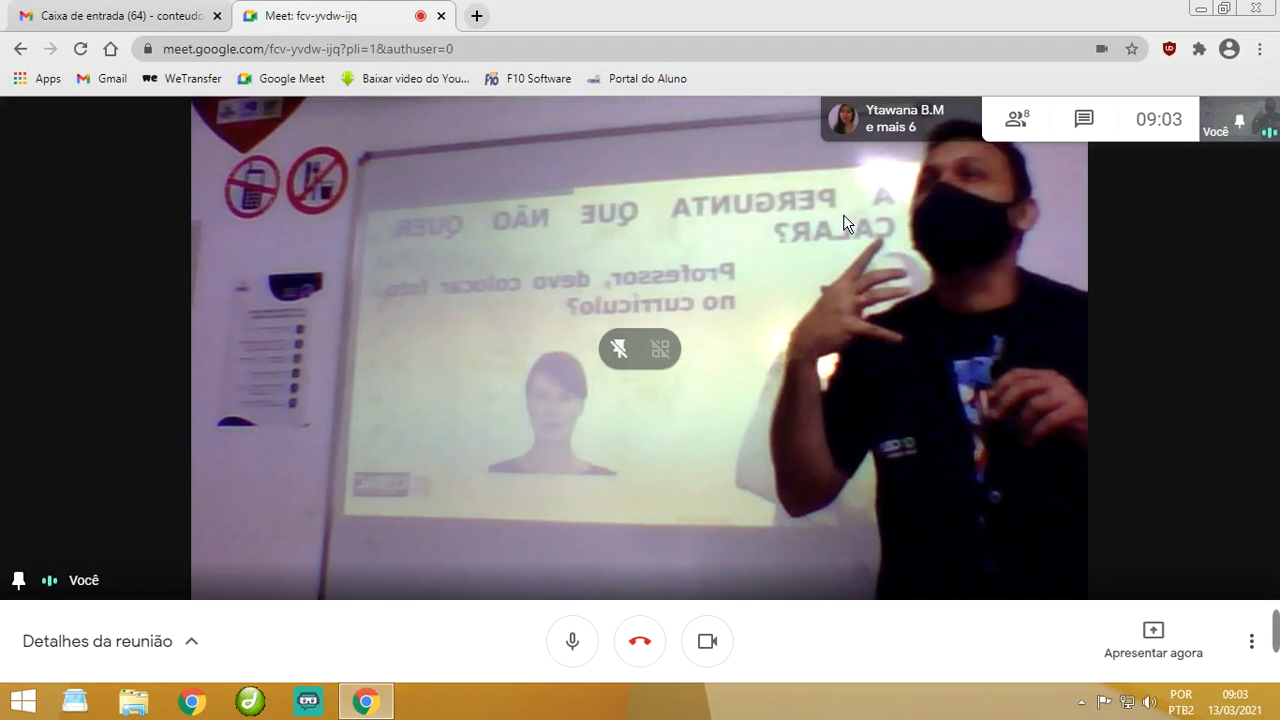 Caixa de entrada (64) - conteudo
Meet: fcv-yvdw-ijq
meet.google.com/fcv-yvdw-ijq?pli=1&authuser=0
Apps
Gmail
WeTransfer
Google Meet
Baixar video do You...
F10 Software
Portal do Aluno
Ytawana B.M
e mais 6
8
09:03
Você
A PERGUNTA QUE NÃO QUER
CALAR?
Professor, devo colocar foto
no currículo?
Você
Detalhes da reunião
Apresentar agora
POR
PTB2
09:03
13/03/2021